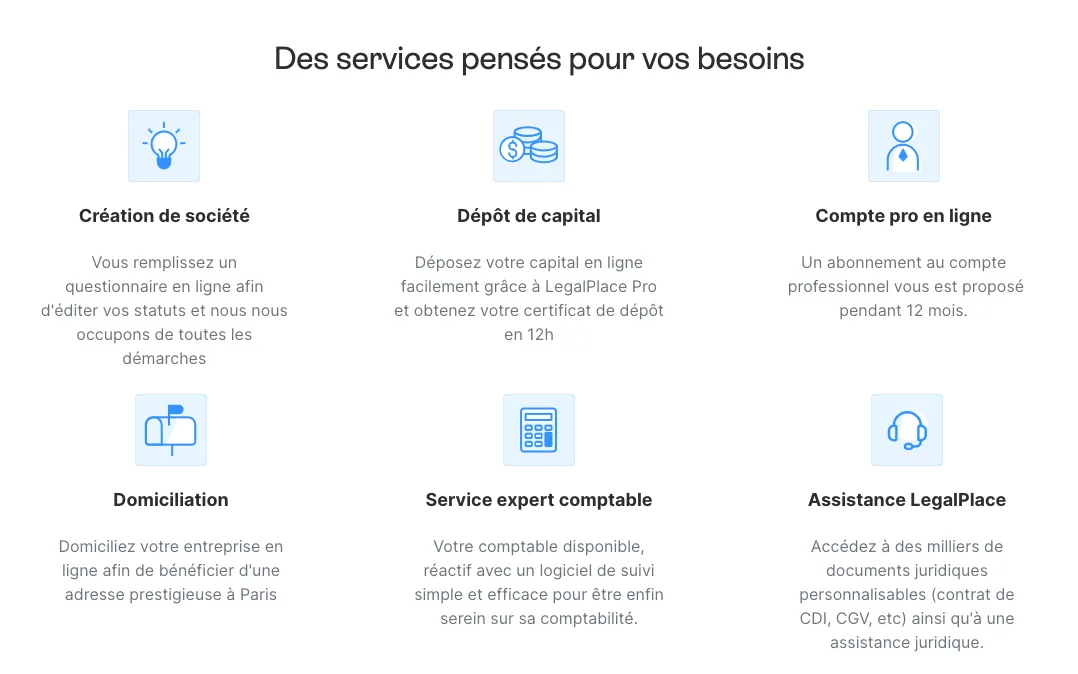 Des services pensés pour vos besoins
Création de société
Vous remplissez un
questionnaire en ligne afin
d'éditer vos statuts et nous nous
occupons de toutes les
démarches
Dépôt de capital
Déposez votre capital en ligne
facilement grâce à LegalPlace Pro
et obtenez votre certificat de dépôt
en 12h
Compte pro en ligne
Un abonnement au compte
professionnel vous est proposé
pendant 12 mois.
Domiciliation
Domiciliez votre entreprise en
ligne afin de bénéficier d'une
adresse prestigieuse à Paris
Service expert comptable
Votre comptable disponible,
réactif avec un logiciel de suivi
simple et efficace pour être enfin
serein sur sa comptabilité.
Assistance LegalPlace
Accédez à des milliers de
documents juridiques
personnalisables (contrat de
CDI, CGV, etc) ainsi qu'à une
assistance juridique.